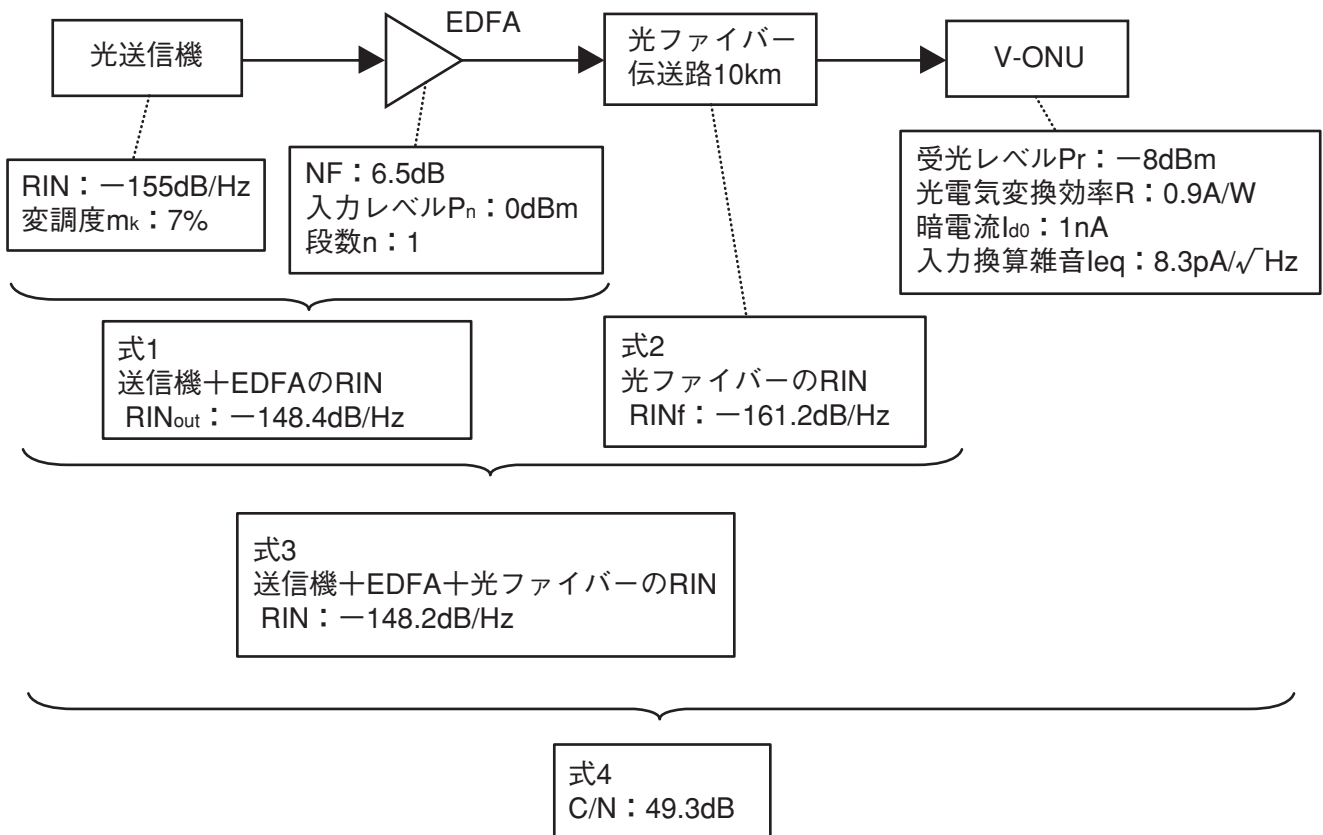 光送信機
EDFA
光ファイバー
伝送路10km
V-ONU
RIN：－155dB/Hz
変調度mk：7%
NF：6.5dB
入力レベルPn：0dBm
段数n：1
受光レベルPr：－8dBm
光電気変換効率R：0.9A/W
暗電流Id0：1nA
入力換算雑音Ieq：8.3pA/√Hz
式1
送信機＋EDFAのRIN
RINout：－148.4dB/Hz
式2
光ファイバーのRIN
RINf：－161.2dB/Hz
式3
送信機＋EDFA＋光ファイバーのRIN
RIN：－148.2dB/Hz
式4
C/N：49.3dB